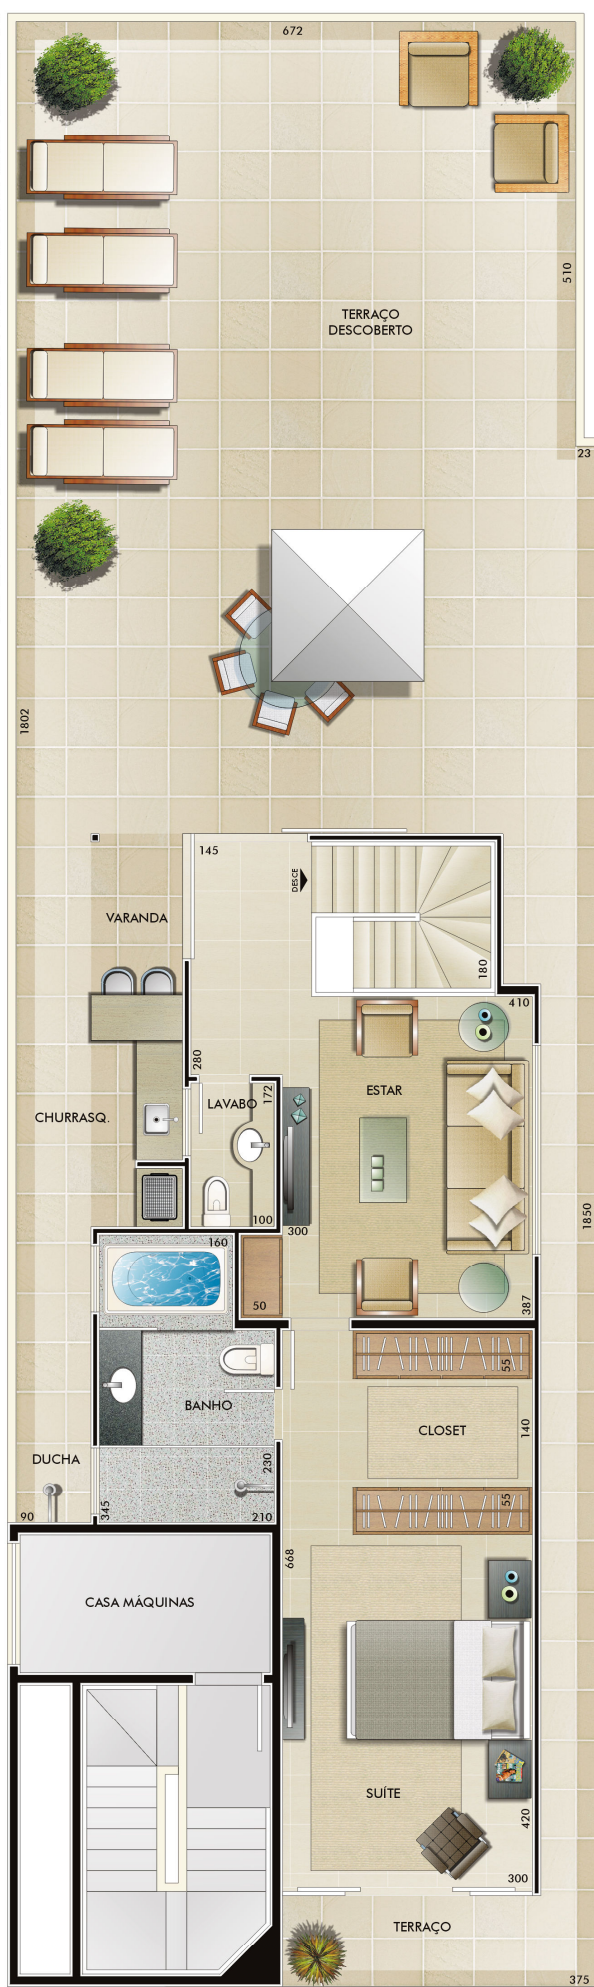 672
510
TERRAÇO
DESCOBERTO
23
1802
145
DESCE
VARANDA
180
410
280
172
LAVABO
ESTAR
CHURRASQ.
100
300
1850
160
50
387
55
BANHO
140
CLOSET
DUCHA
230
55
90
345
210
668
CASA MÁQUINAS
SUÍTE
420
300
TERRAÇO
375